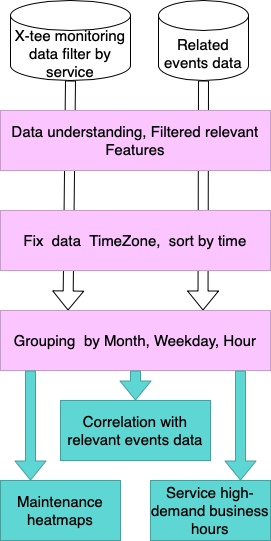 X-tee monitoring
data filter by
service
Related
events data
Data understanding, Filtered relevant
Features
Fix data TimeZone, sort by time
Grouping by Month, Weekday, Hour
Correlation with
relevant events data
Maintenance
heatmaps
Service high-
demand business
hours